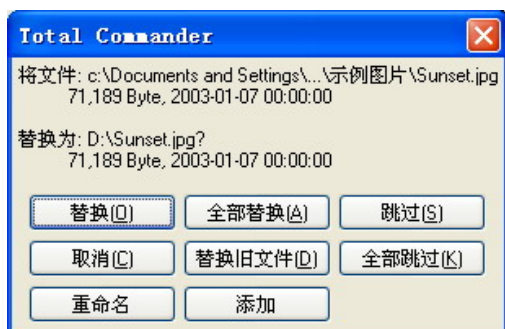 Total Commander
将文件: c:\Documents and Settings\...\示例图片\Sunset.jpg
71,189 Byte, 2003-01-07 00:00:00
替换为: D:\Sunset.jpg?
71,189 Byte, 2003-01-07 00:00:00
替换(O) 全部替换(A) 跳过(S)
取消(C) 替换旧文件(D) 全部跳过(K)
重命名 添加